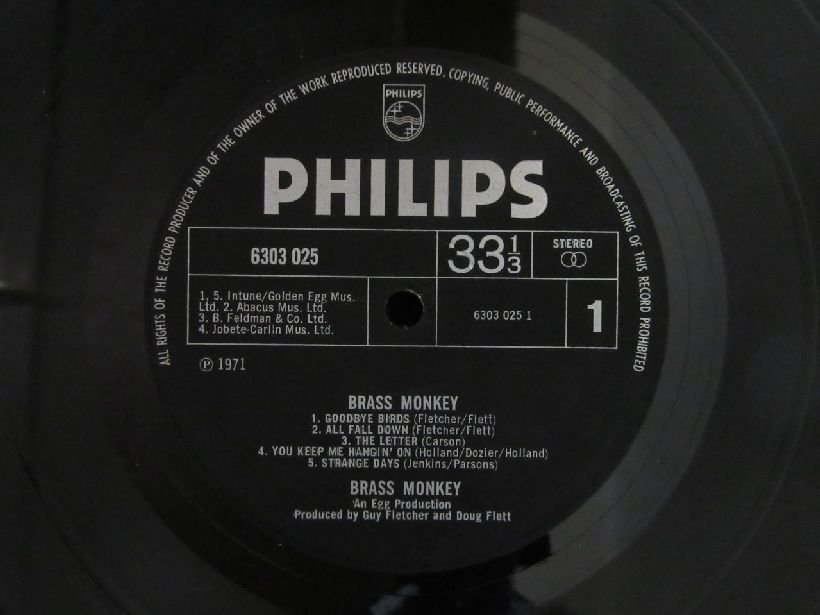 ALL RIGHTS OF THE RECORD PRODUCER AND OF THE OWNER OF THE WORK REPRODUCED RESERVED. COPYING, PUBLIC PERFORMANCE AND BROADCASTING OF THIS RECORD PROHIBITED
PHILIPS
PHILIPS
6303 025
33 1/3
STEREO
1, 5. Intune/Golden Egg Mus.
Ltd. 2. Abacus Mus. Ltd.
3. B. Feldman & Co. Ltd.
4. Jobete-Carlin Mus. Ltd.
6303 025 1
1
℗ 1971
BRASS MONKEY
1. GOODBYE BIRDS (Fletcher/Flett)
2. ALL FALL DOWN (Fletcher/Flett)
3. THE LETTER (Carson)
4. YOU KEEP ME HANGIN' ON (Holland/Dozier/Holland)
5. STRANGE DAYS (Jenkins/Parsons)
BRASS MONKEY
An Egg Production
Produced by Guy Fletcher and Doug Flett